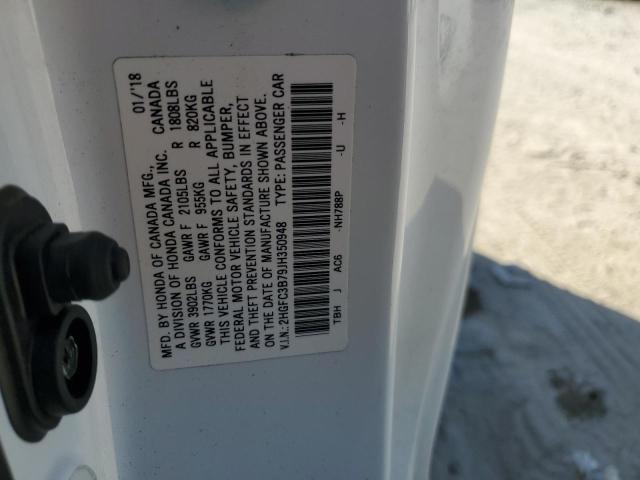 MFD. BY HONDA OF CANADA MFG., 01/'18
A DIVISION OF HONDA CANADA INC. CANADA
GVWR 3902LBS GAWR F 2105LBS R 1808LBS
GVWR 1770KG GAWR F 955KG R 820KG
THIS VEHICLE CONFORMS TO ALL APPLICABLE
FEDERAL MOTOR VEHICLE SAFETY, BUMPER,
AND THEFT PREVENTION STANDARDS IN EFFECT
ON THE DATE OF MANUFACTURE SHOWN ABOVE.
V.I.N.:2HGFC3B79JH350948 TYPE: PASSENGER CAR
TBH J AC6 -NH788P -U -H